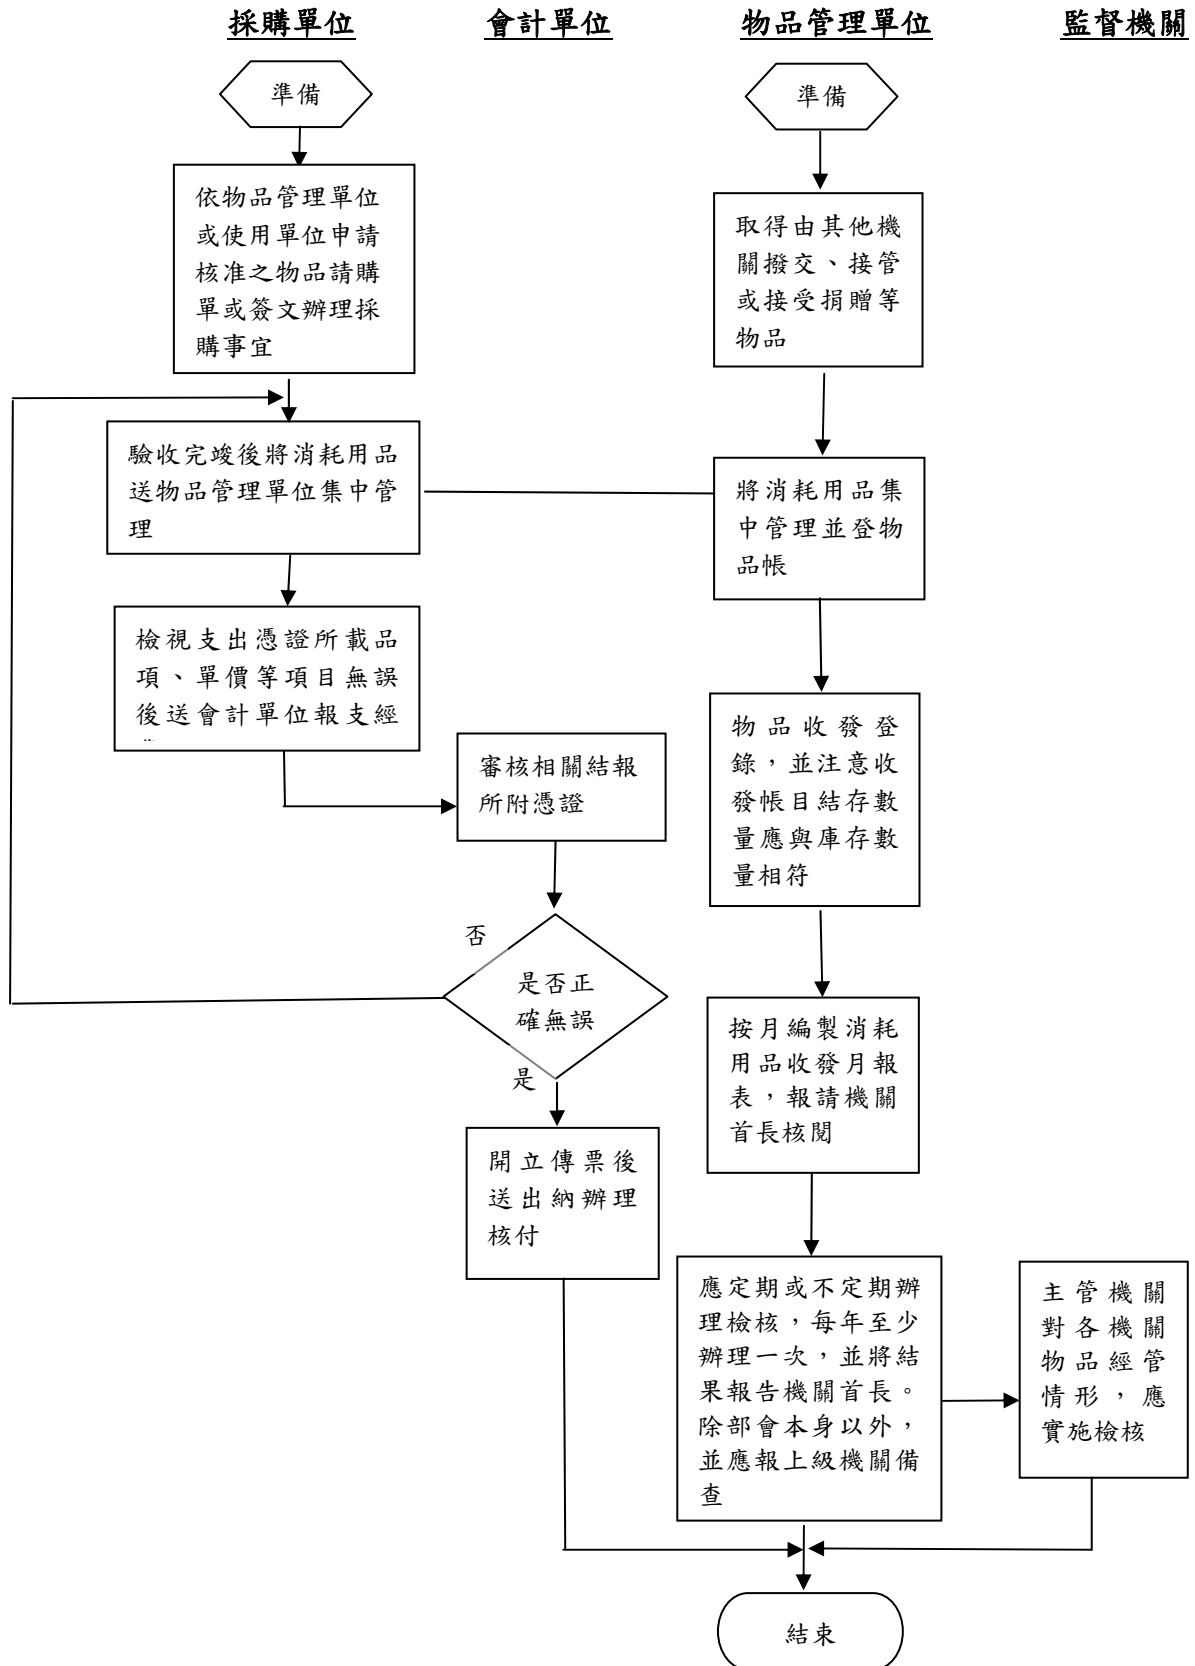 採購單位
會計單位
物品管理單位
監督機關
準備
依物品管理單位
或使用單位申請
核准之物品請購
單或簽文辦理採
購事宜
驗收完竣後將消耗用品
送物品管理單位集中管
理
檢視支出憑證所載品
項、單價等項目無誤
後送會計單位報支經
審核相關結報
所附憑證
否
是否正
確無誤
是
開立傳票後
送出納辦理
核付
準備
取得由其他機
關撥交、接管
或接受捐贈等
物品
將消耗用品集
中管理並登物
品帳
物品收發登
錄，並注意收
發帳目結存數
量應與庫存數
量相符
按月編製消耗
用品收發月報
表，報請機關
首長核閱
應定期或不定期辦
理檢核，每年至少
辦理一次，並將結
果報告機關首長。
除部會本身以外，
並應報上級機關備
查
主管機關
對各機關
物品經管
情形，應
實施檢核
結束